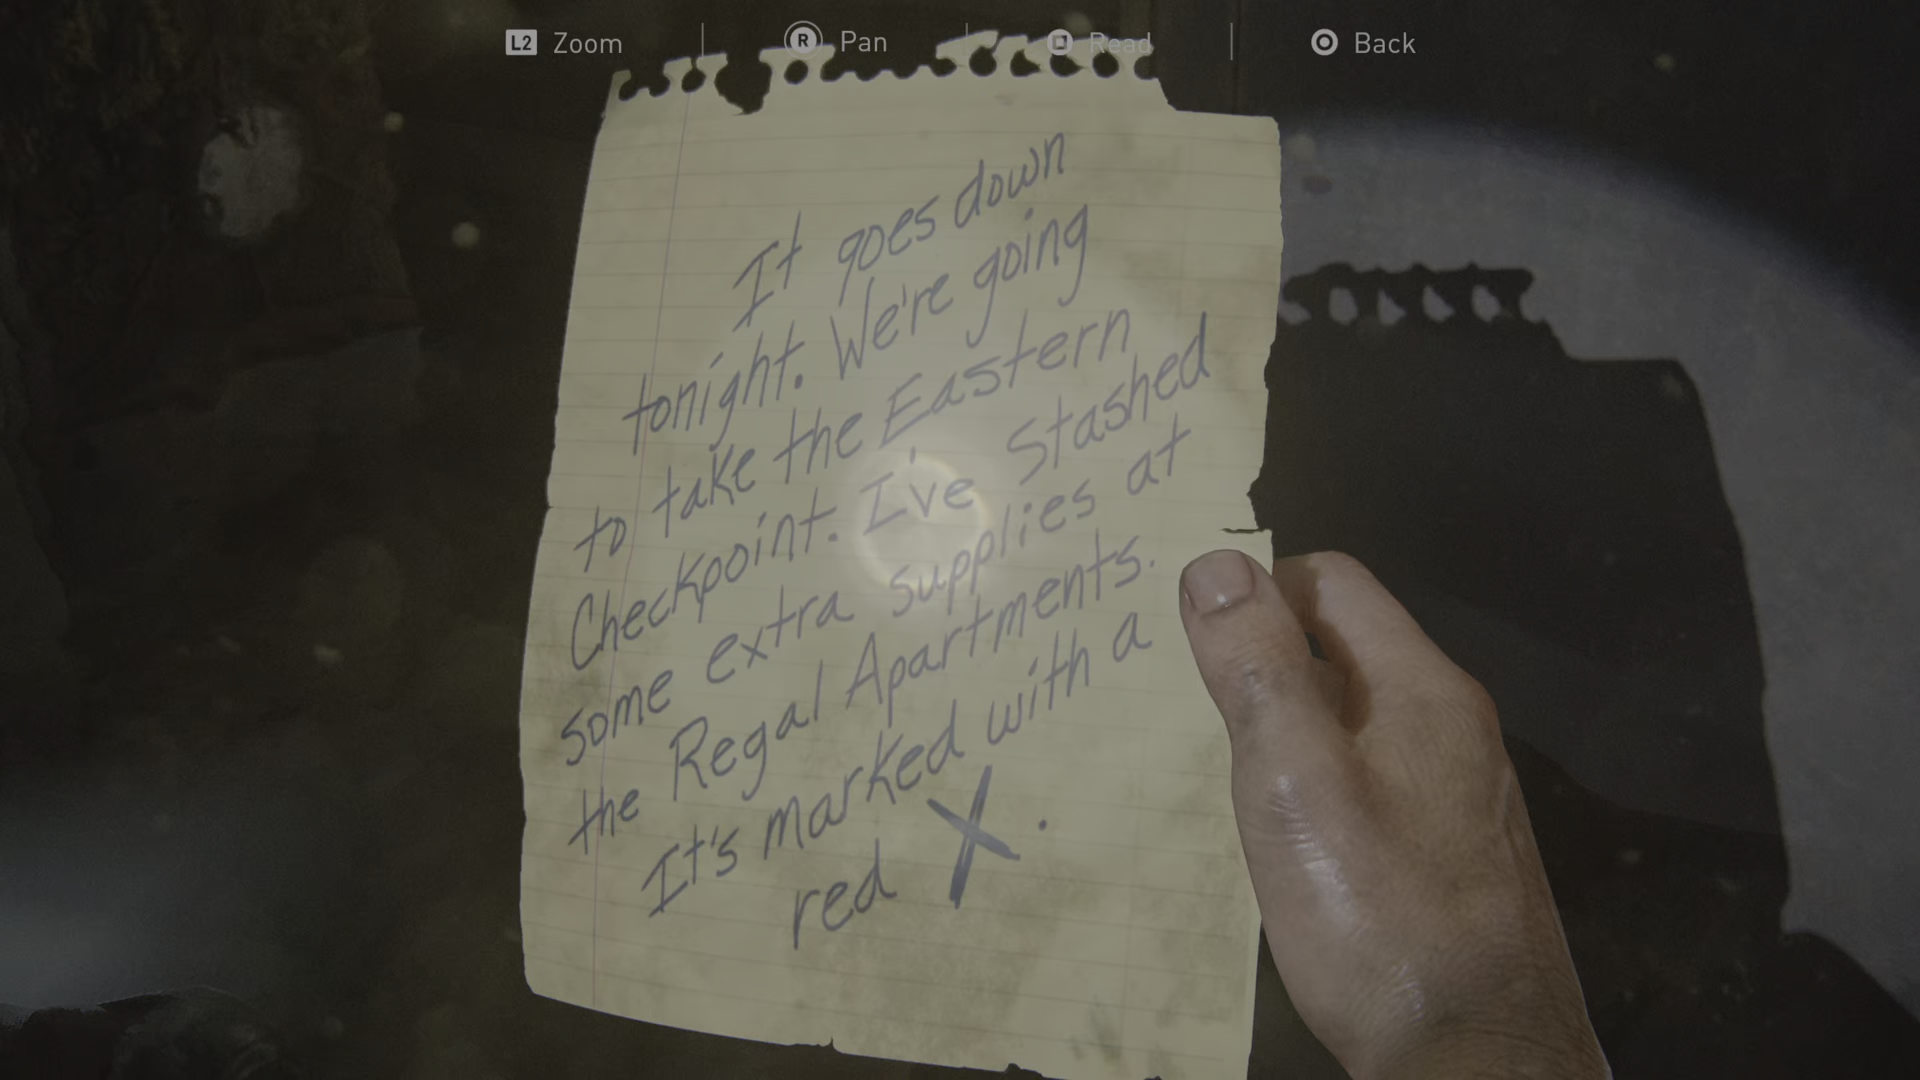 L2 Zoom R Pan Read Back
It goes down
tonight. We're going
to take the Eastern
Checkpoint. I've Stashed
some extra supplies at
the Regal Apartments.
It's marked with a
red X.